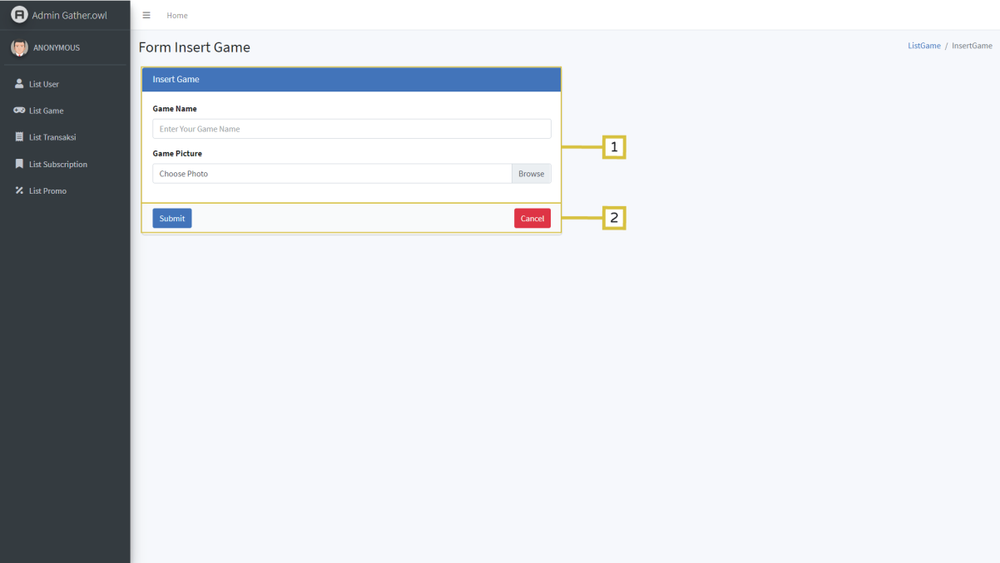 Admin Gather.owl
Home
ANONYMOUS
Form Insert Game
ListGame / InsertGame
List User
List Game
List Transaksi
List Subscription
List Promo
Insert Game
Game Name
Enter Your Game Name
Game Picture
Choose Photo
Browse
Submit
Cancel
1
2